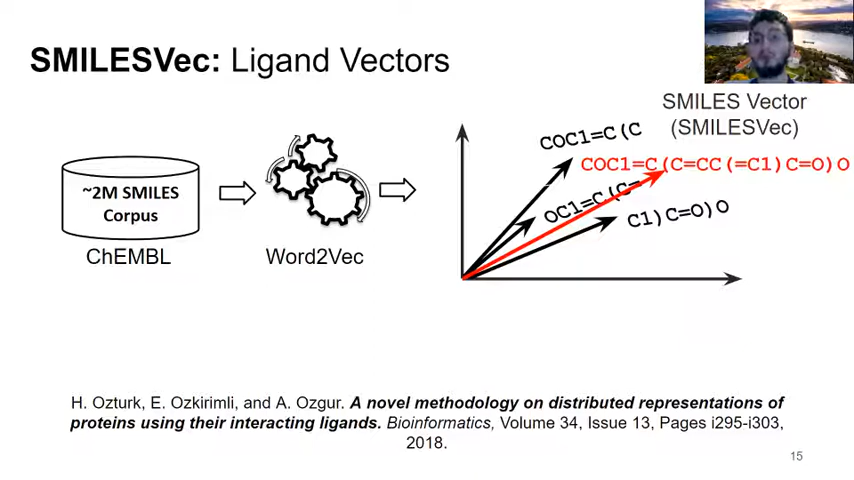 SMILESVec: Ligand Vectors
SMILES Vector
(SMILESVec)
COC1=C(C
COC1=C(C=CC(=C1)C=O)O
OC1=C(C=
C1)C=O)O
~2M SMILES
Corpus
ChEMBL
Word2Vec
H. Ozturk, E. Ozkirimli, and A. Ozgur. A novel methodology on distributed representations of
proteins using their interacting ligands. Bioinformatics, Volume 34, Issue 13, Pages i295-i303,
2018.
15